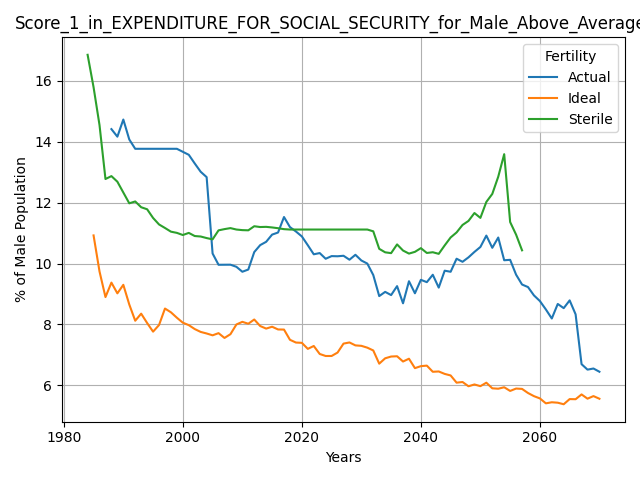 Score_1_in_EXPENDITURE_FOR_SOCIAL_SECURITY_for_Male_Above_Average
Fertility
Actual
Ideal
Sterile
% of Male Population
16
14
12
10
8
6
1980 2000 2020 2040 2060
Years